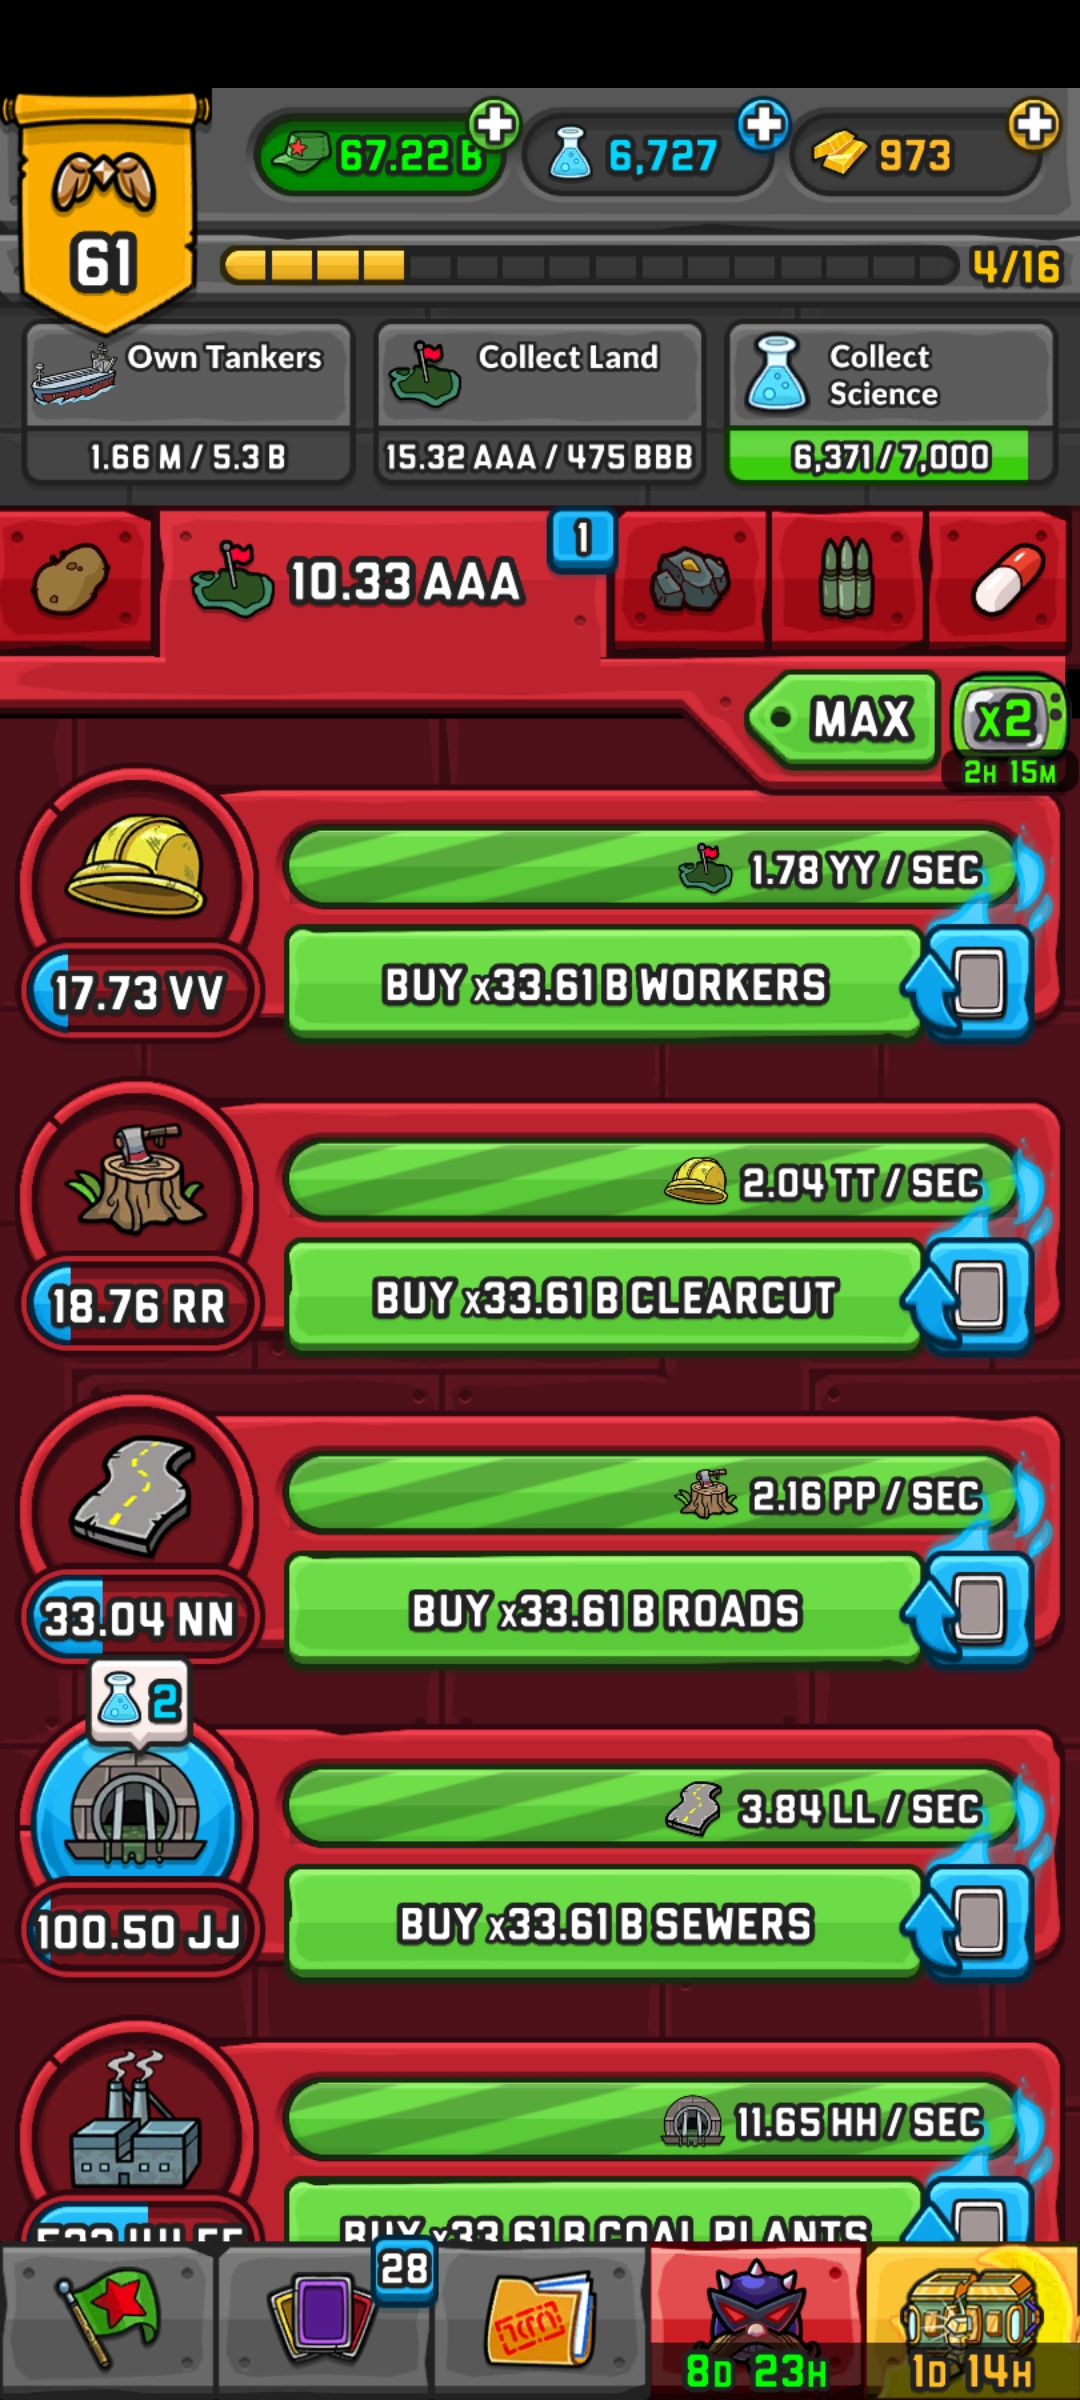 67.22 B
6,727
973
61
4/16
Own Tankers
1.66 M / 5.3 B
Collect Land
15.32 AAA / 475 BBB
Collect
Science
6,371 / 7,000
10.33 AAA
1
MAX
x2
2H 15M
1.78 YY / SEC
17.73 VV
BUY x33.61 B WORKERS
2.04 TT / SEC
18.76 RR
BUY x33.61 B CLEARCUT
2.16 PP / SEC
33.04 NN
BUY x33.61 B ROADS
2
3.84 LL / SEC
100.50 JJ
BUY x33.61 B SEWERS
11.65 HH / SEC
BUY x33.61 B COAL PLANTS
28
8D 23H
1D 14H